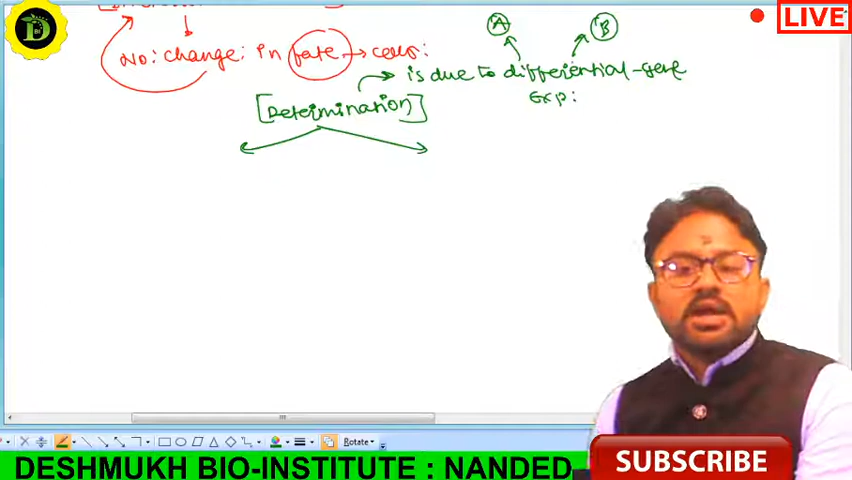 LIVE
D
A
B
No: change: in fate → cells:
is due to differential-gene
Exp:
[Determination]
Rotate
DESHMUKH BIO-INSTITUTE : NANDED
SUBSCRIBE